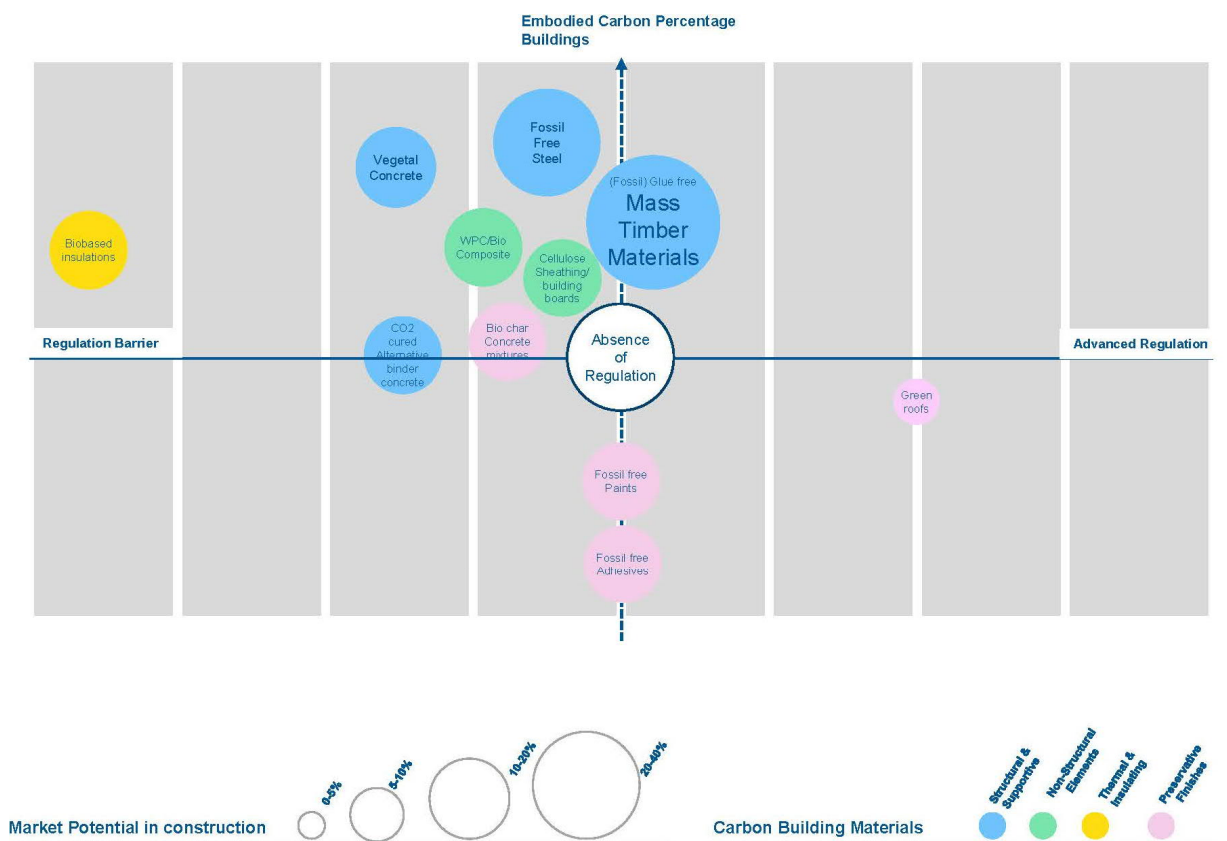 Embodied Carbon Percentage
Buildings
Fossil
Free
Steel
Vegetal
Concrete
(Fossil) Glue free
Mass
Timber
Materials
Biobased
insulations
WPC/Bio
Composite
Cellulose
Sheathing/
building
boards
CO2
cured
Alternative
binder
concrete
Bio char
Concrete
mixtures
Absence
of
Regulation
Regulation Barrier
Advanced Regulation
Green
roofs
Fossil free
Paints
Fossil free
Adhesives
Market Potential in construction
0-5%
5-10%
10-20%
20-40%
Carbon Building Materials
Structural &
Supportive
Non-Structural
Elements
Thermal &
Insulating
Preservative
Finishes